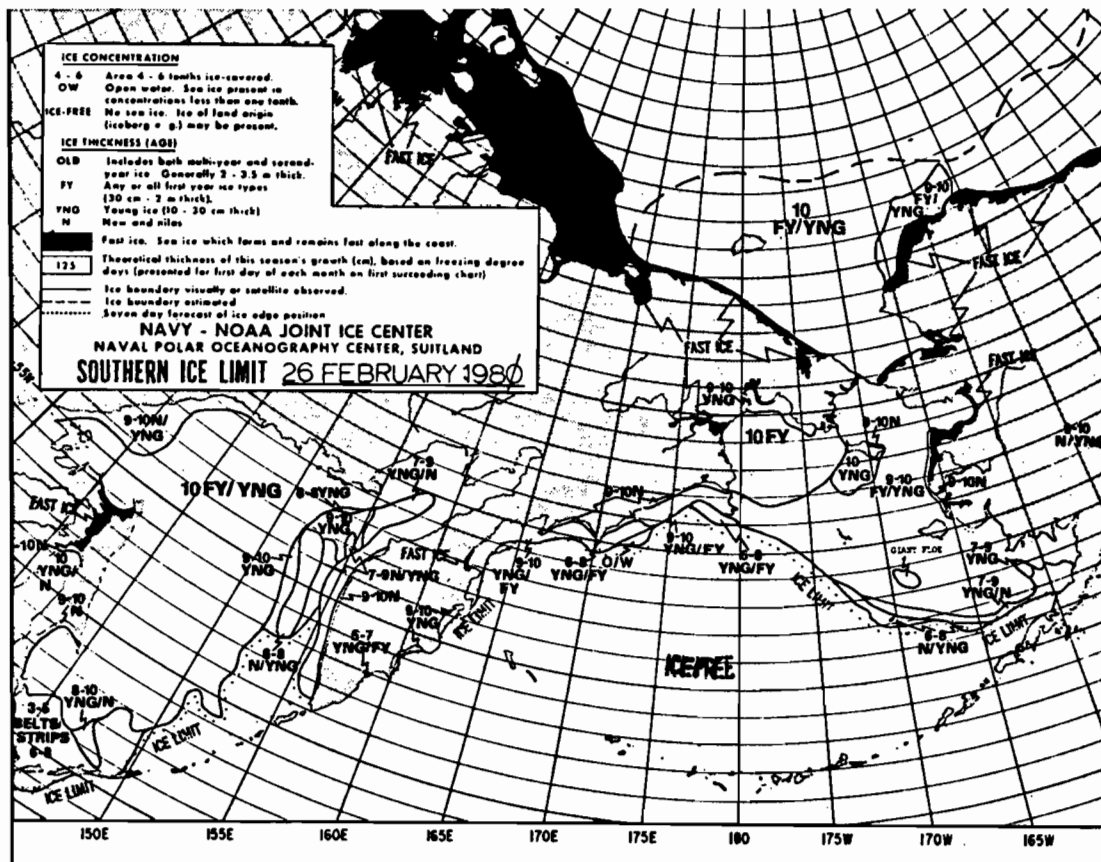 ICE CONCENTRATION
4 - 6 Area 4 - 6 tenths ice-covered.
OW Open water. Sea ice present in
concentrations less than one tenth.
ICE-FREE No sea ice. Ice of land origin
(iceberg e g.) may be present.
ICE THICKNESS (AGE)
OLD Includes both multi-year and second-
year ice Generally 2 - 3.5 m thick.
FY Any or all first year ice types
(30 cm - 2 m thick).
YNG Young ice (10 - 30 cm thick)
N New and nilas
Fast ice. Sea ice which forms and remains fast along the coast.
125 Theoretical thickness of this season's growth (cm), based on freezing degree
days (presented for first day of each month on first succeeding chart)
Ice boundary visually or satellite observed.
Ice boundary estimated
Seven day forecast of ice edge position
NAVY - NOAA JOINT ICE CENTER
NAVAL POLAR OCEANOGRAPHY CENTER, SUITLAND
SOUTHERN ICE LIMIT 26 FEBRUARY 1980
55N
FAST ICE
10
FY/YNG
9-10
FY/
YNG
FAST ICE
FAST ICE
FAST ICE
9-10
YNG
10 FY
9-10N
10
YNG
9-10
FY/YNG
9-10N
9-10
N/YNG
9-10N/
YNG
10 FY/YNG
6-8YNG
7-9
YNG/N
YNG
FAST ICE
-10N
10
YNG/
N
9-10
N
9-10
YNG
FAST ICE
7-9N/YNG
9-10N
9-10
YNG
6-8
N/YNG
5-7
YNG/FY
ICE LIMIT
9-10
YNG/
FY
9-10N
6-8
YNG/FY
O/W
9-10
YNG/FY
6-8
YNG/FY
ICE LIMIT
GIANT FLOE
7-9
YNG
7-9
YNG/N
6-8
N/YNG
ICE LIMIT
ICE-FREE
8-10
YNG/N
3-5
BELTS/
STRIPS
6-8
ICE LIMIT
ICE LIMIT
150E 155E 160E 165E 170E 175E 180 175W 170W 165W